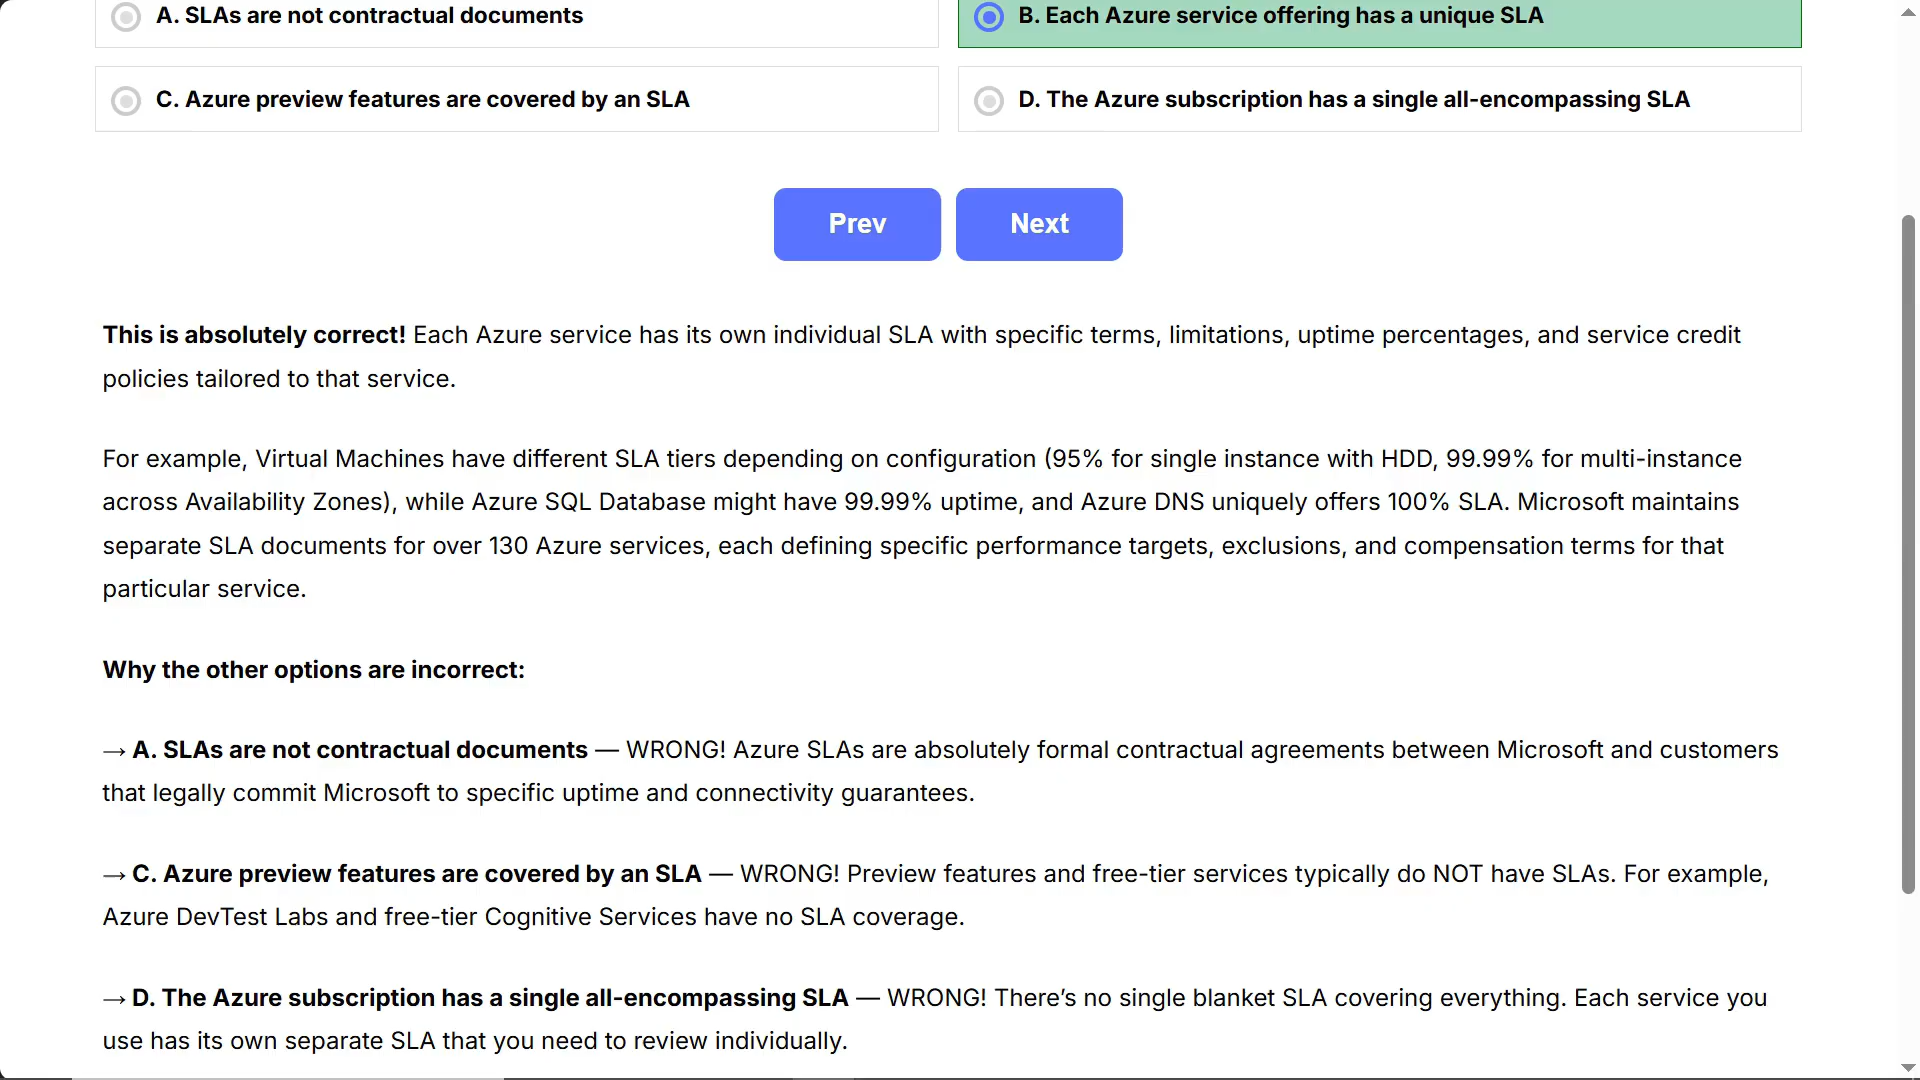 A. SLAs are not contractual documents
B. Each Azure service offering has a unique SLA
C. Azure preview features are covered by an SLA
D. The Azure subscription has a single all-encompassing SLA
Prev
Next
This is absolutely correct! Each Azure service has its own individual SLA with specific terms, limitations, uptime percentages, and service credit
policies tailored to that service.
For example, Virtual Machines have different SLA tiers depending on configuration (95% for single instance with HDD, 99.99% for multi-instance
across Availability Zones), while Azure SQL Database might have 99.99% uptime, and Azure DNS uniquely offers 100% SLA. Microsoft maintains
separate SLA documents for over 130 Azure services, each defining specific performance targets, exclusions, and compensation terms for that
particular service.
Why the other options are incorrect:
→ A. SLAs are not contractual documents — WRONG! Azure SLAs are absolutely formal contractual agreements between Microsoft and customers
that legally commit Microsoft to specific uptime and connectivity guarantees.
→ C. Azure preview features are covered by an SLA — WRONG! Preview features and free-tier services typically do NOT have SLAs. For example,
Azure DevTest Labs and free-tier Cognitive Services have no SLA coverage.
→ D. The Azure subscription has a single all-encompassing SLA — WRONG! There’s no single blanket SLA covering everything. Each service you
use has its own separate SLA that you need to review individually.